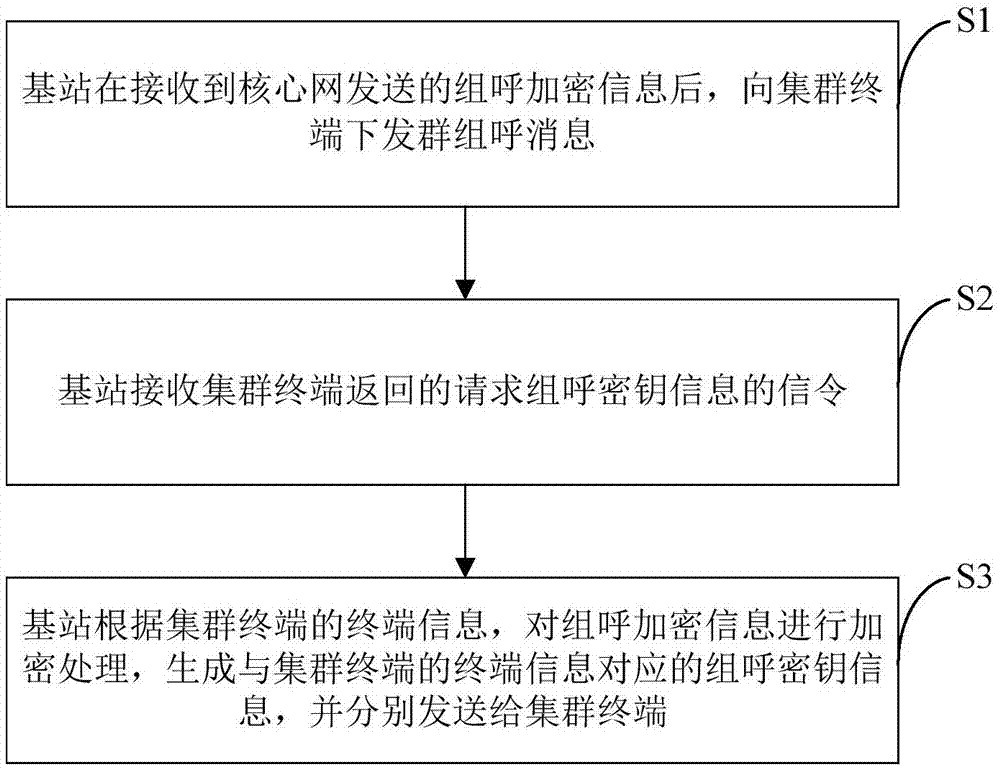 S1
基站在接收到核心网发送的组呼加密信息后，向集群终
端下发群组呼消息
S2
基站接收集群终端返回的请求组呼密钥信息的信令
S3
基站根据集群终端的终端信息，对组呼加密信息进行加
密处理，生成与集群终端的终端信息对应的组呼密钥信
息，并分别发送给集群终端